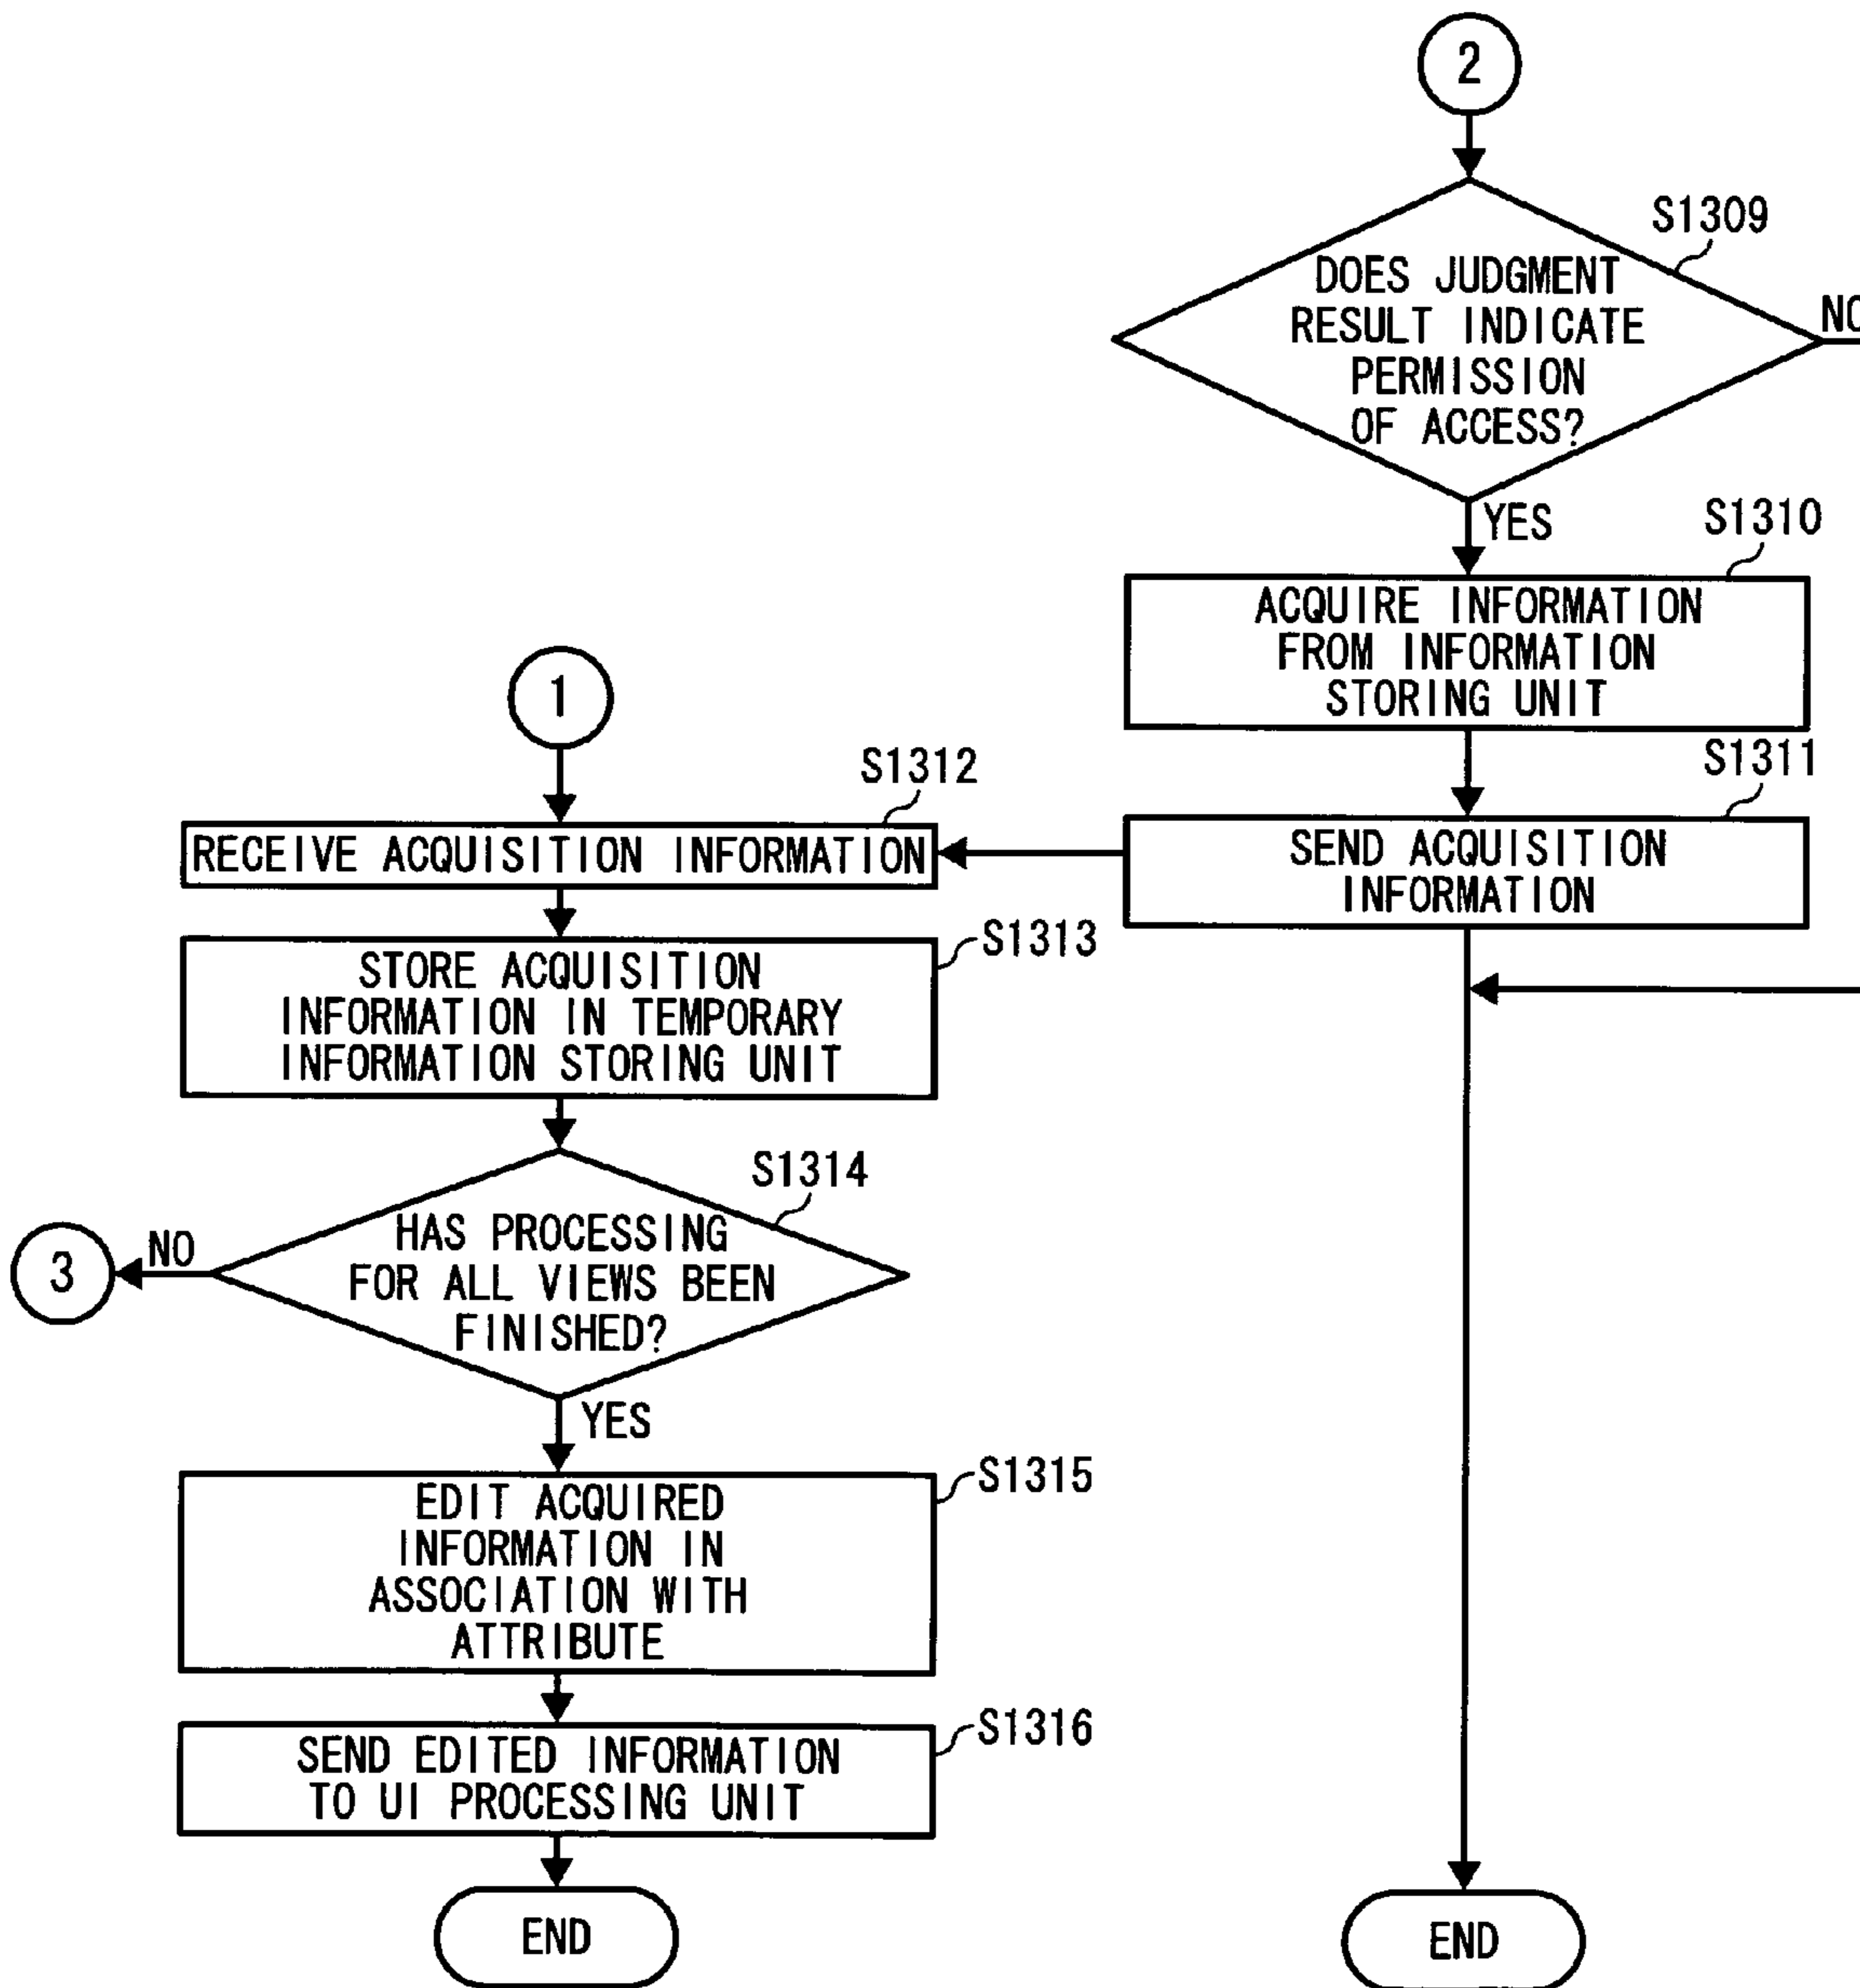 2
S1309
DOES JUDGMENT
RESULT INDICATE
PERMISSION
OF ACCESS?
NO
YES
S1310
ACQUIRE INFORMATION
FROM INFORMATION
STORING UNIT
S1311
SEND ACQUISITION
INFORMATION
END
1
S1312
RECEIVE ACQUISITION INFORMATION
S1313
STORE ACQUISITION
INFORMATION IN TEMPORARY
INFORMATION STORING UNIT
S1314
HAS PROCESSING
FOR ALL VIEWS BEEN
FINISHED?
NO
3
YES
S1315
EDIT ACQUIRED
INFORMATION IN
ASSOCIATION WITH
ATTRIBUTE
S1316
SEND EDITED INFORMATION
TO UI PROCESSING UNIT
END